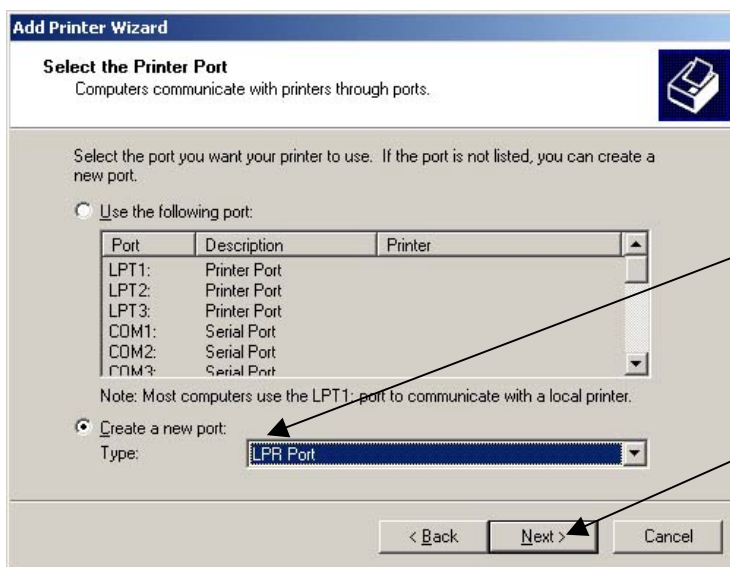 Add Printer Wizard
Select the Printer Port
Computers communicate with printers through ports.
Select the port you want your printer to use. If the port is not listed, you can create a
new port.
Use the following port:
Port Description Printer
LPT1: Printer Port
LPT2: Printer Port
LPT3: Printer Port
COM1: Serial Port
COM2: Serial Port
COM3: Serial Port
Note: Most computers use the LPT1: port to communicate with a local printer.
Create a new port:
Type: LPR Port
< Back Next > Cancel